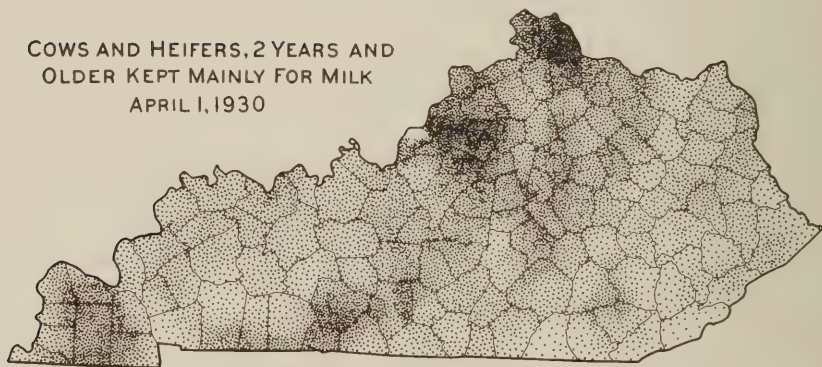 COWS AND HEIFERS, 2 YEARS AND
OLDER KEPT MAINLY FOR MILK
APRIL 1, 1930